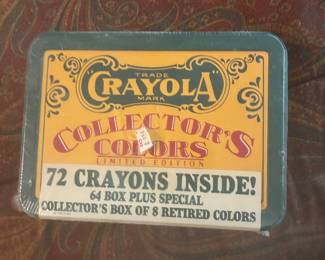 TRADE
"CRAYOLA"
MARK
COLLECTOR'S
COLORS
LIMITED EDITION
72 CRAYONS INSIDE!
64 BOX PLUS SPECIAL
COLLECTOR'S BOX OF 8 RETIRED COLORS